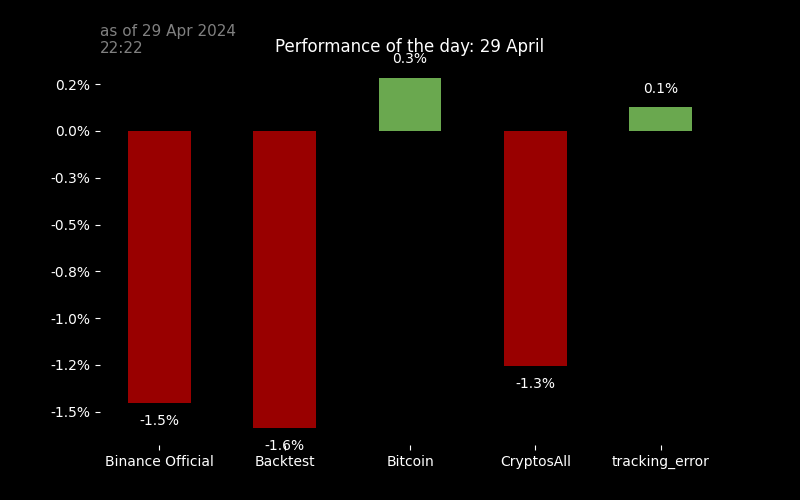 as of 29 Apr 2024
22:22
Performance of the day: 29 April
0.3%
0.2%
0.1%
0.0%
-0.3%
-0.5%
-0.8%
-1.0%
-1.2%
-1.3%
-1.5%
-1.5%
-1.6%
Binance Official
Backtest
Bitcoin
CryptosAll
tracking_error